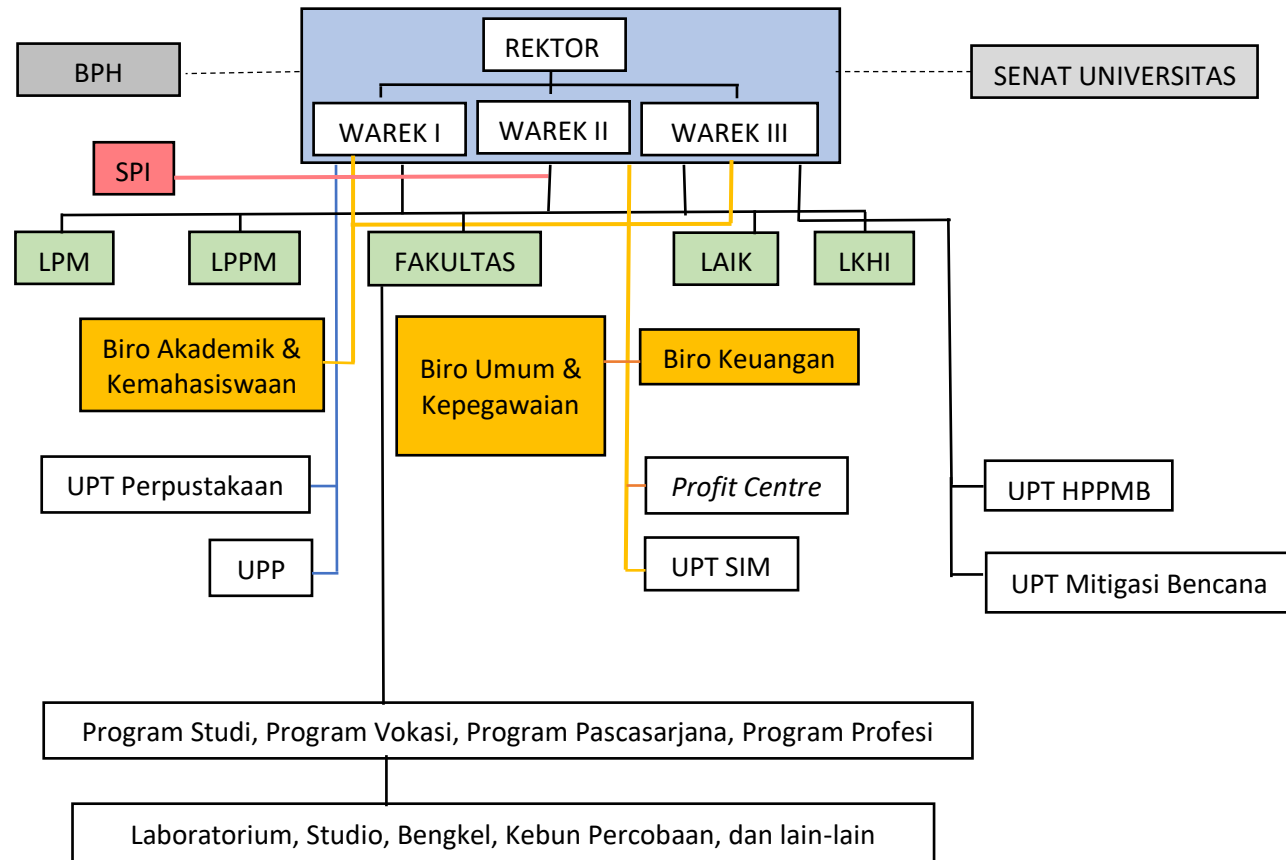 REKTOR
BPH
SENAT UNIVERSITAS
WAREK I
WAREK II
WAREK III
SPI
LPM
LPPM
FAKULTAS
LAIK
LKHI
Biro Akademik &
Kemahasiswaan
Biro Umum &
Kepegawaian
Biro Keuangan
UPT Perpustakaan
Profit Centre
UPT HPPMB
UPP
UPT SIM
UPT Mitigasi Bencana
Program Studi, Program Vokasi, Program Pascasarjana, Program Profesi
Laboratorium, Studio, Bengkel, Kebun Percobaan, dan lain-lain